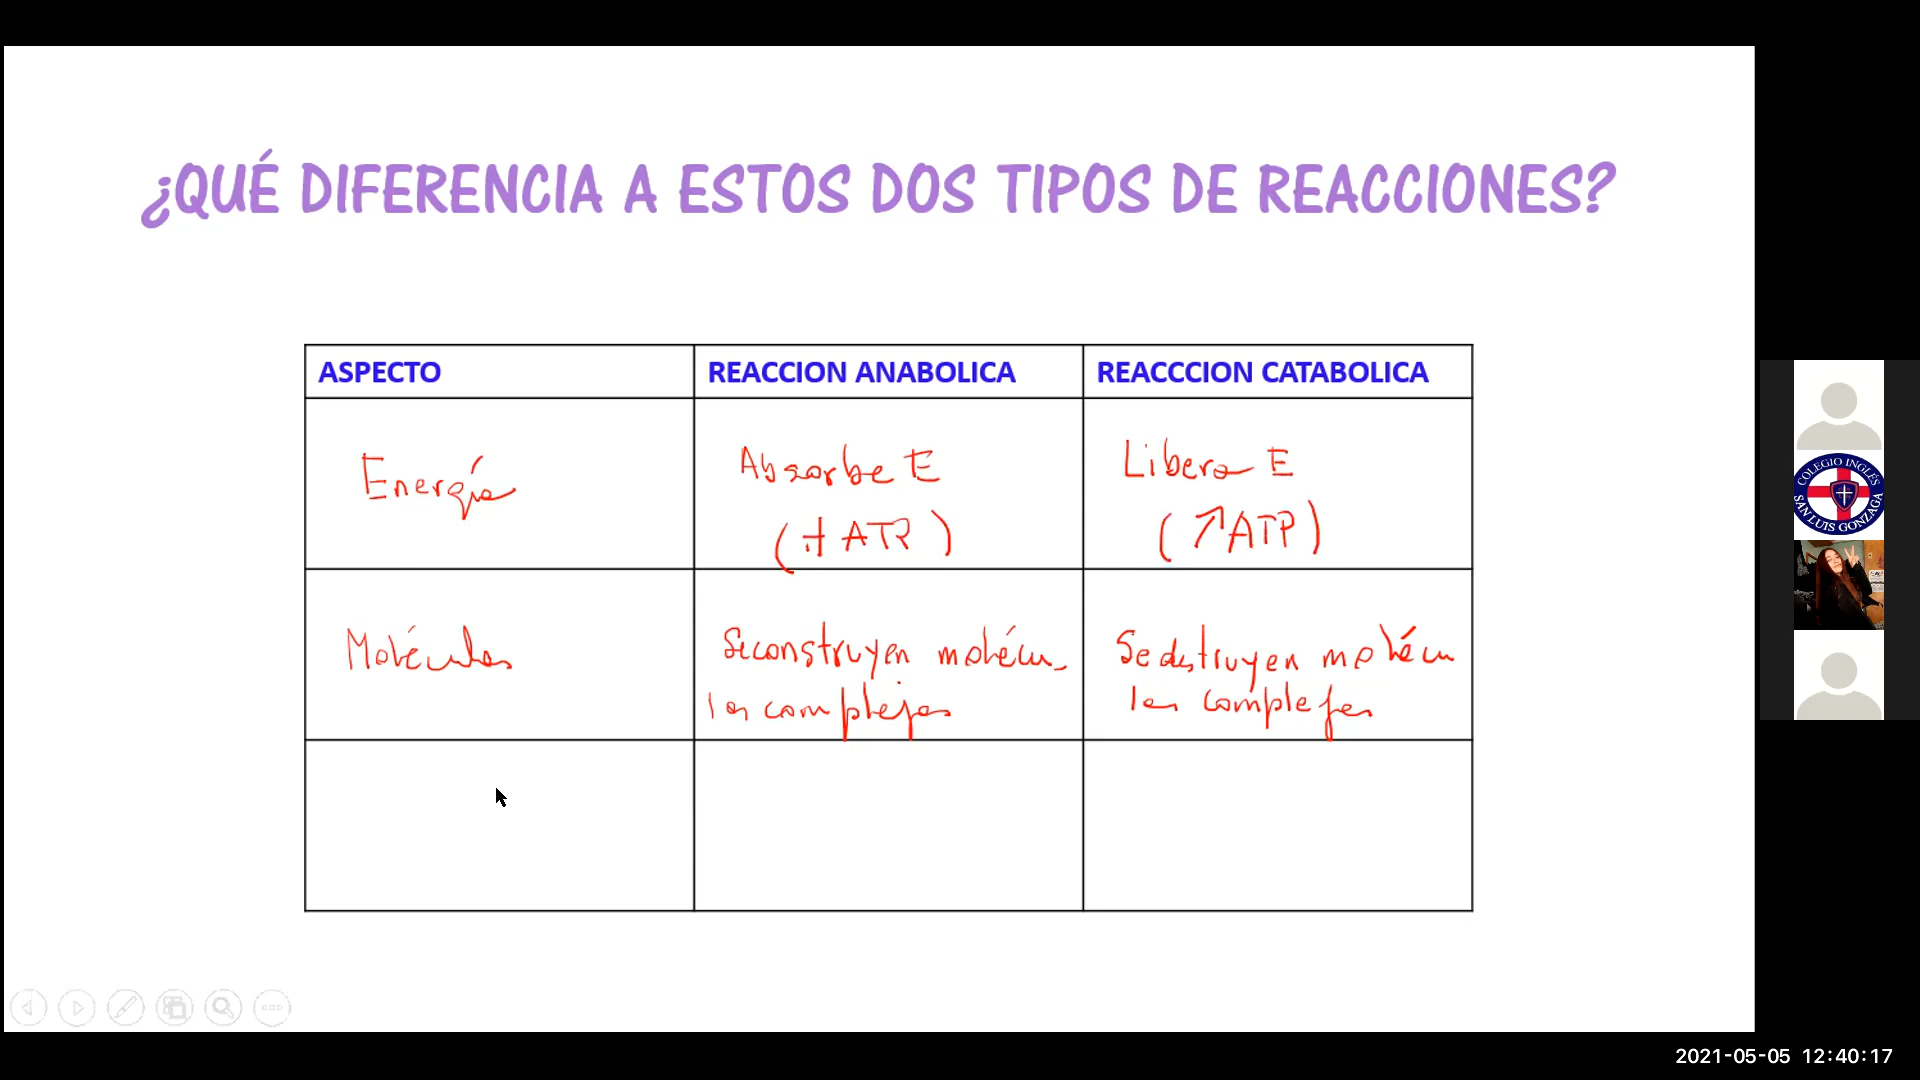 ¿QUÉ DIFERENCIA A ESTOS DOS TIPOS DE REACCIONES?
ASPECTO REACCION ANABOLICA REACCCION CATABOLICA
Energía
Absorbe E
( ATP )
Libera E
( ↗ ATP )
Moléculas
Se construyen molécu-
las complejas
Se destruyen molécu
las complejas
COLEGIO INGLÉS
SAN LUIS GONZAGA
2021-05-05 12:40:17